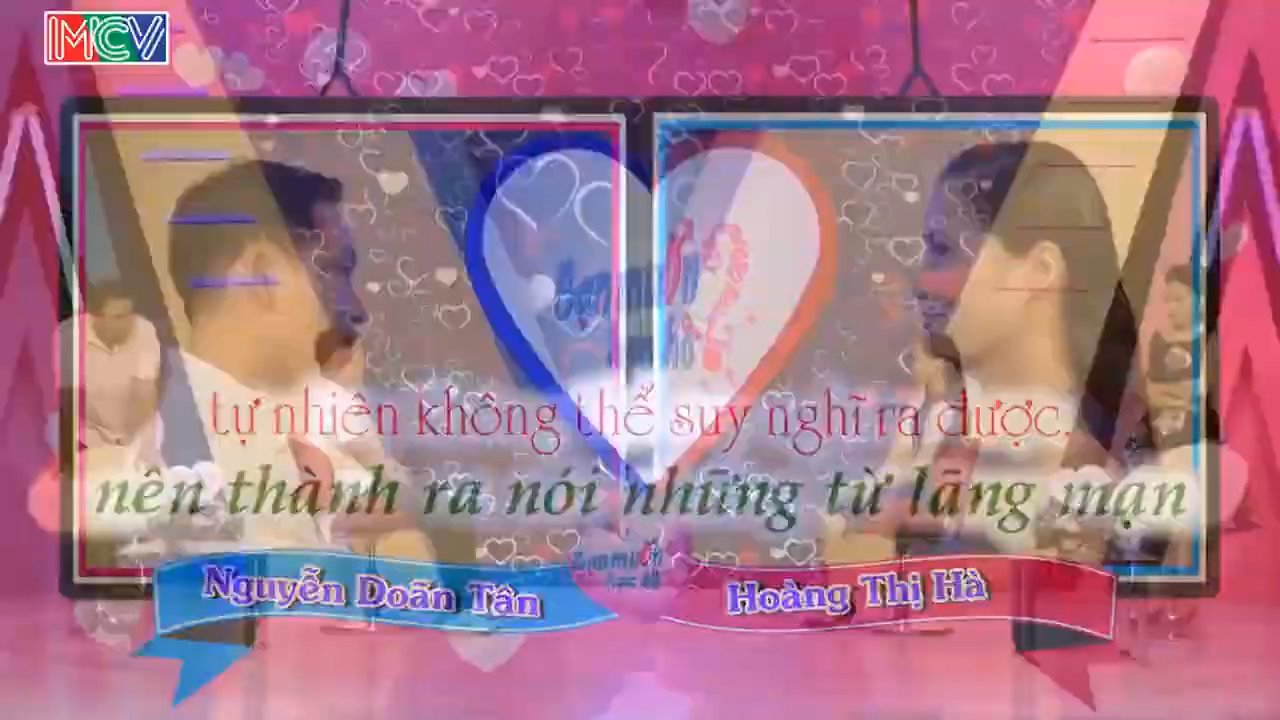 MCV
tự nhiên không thể suy nghĩ ra được,
nên thành ra nói những từ lãng mạn
Nguyễn Doãn Tân
Hoàng Thị Hà